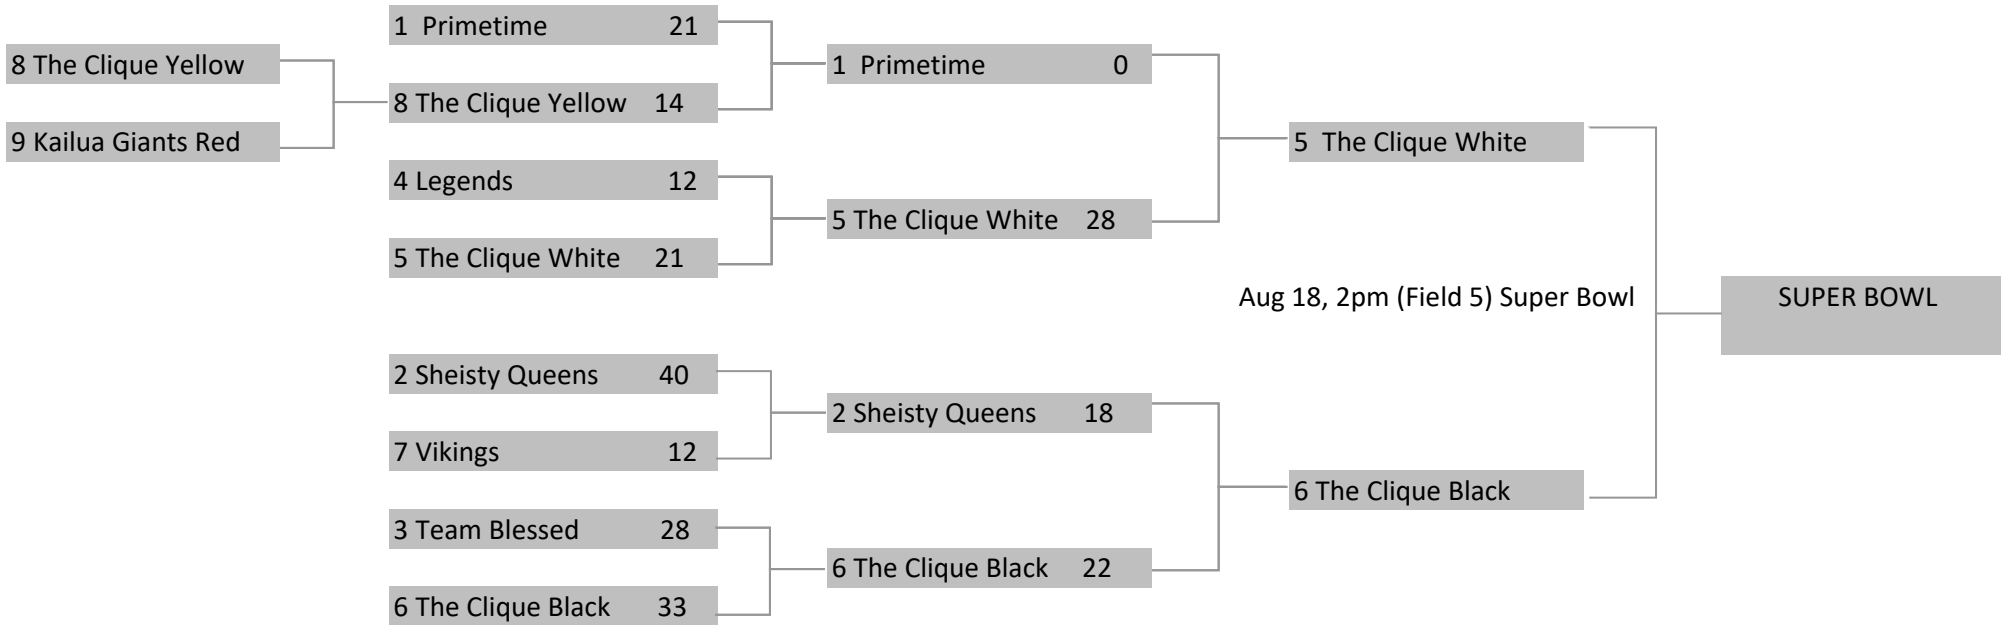 8 The Clique Yellow
9 Kailua Giants Red
1 Primetime 21
8 The Clique Yellow 14
4 Legends 12
5 The Clique White 21
2 Sheisty Queens 40
7 Vikings 12
3 Team Blessed 28
6 The Clique Black 33
1 Primetime 0
5 The Clique White 28
2 Sheisty Queens 18
6 The Clique Black 22
5 The Clique White
Aug 18, 2pm (Field 5) Super Bowl
6 The Clique Black
SUPER BOWL